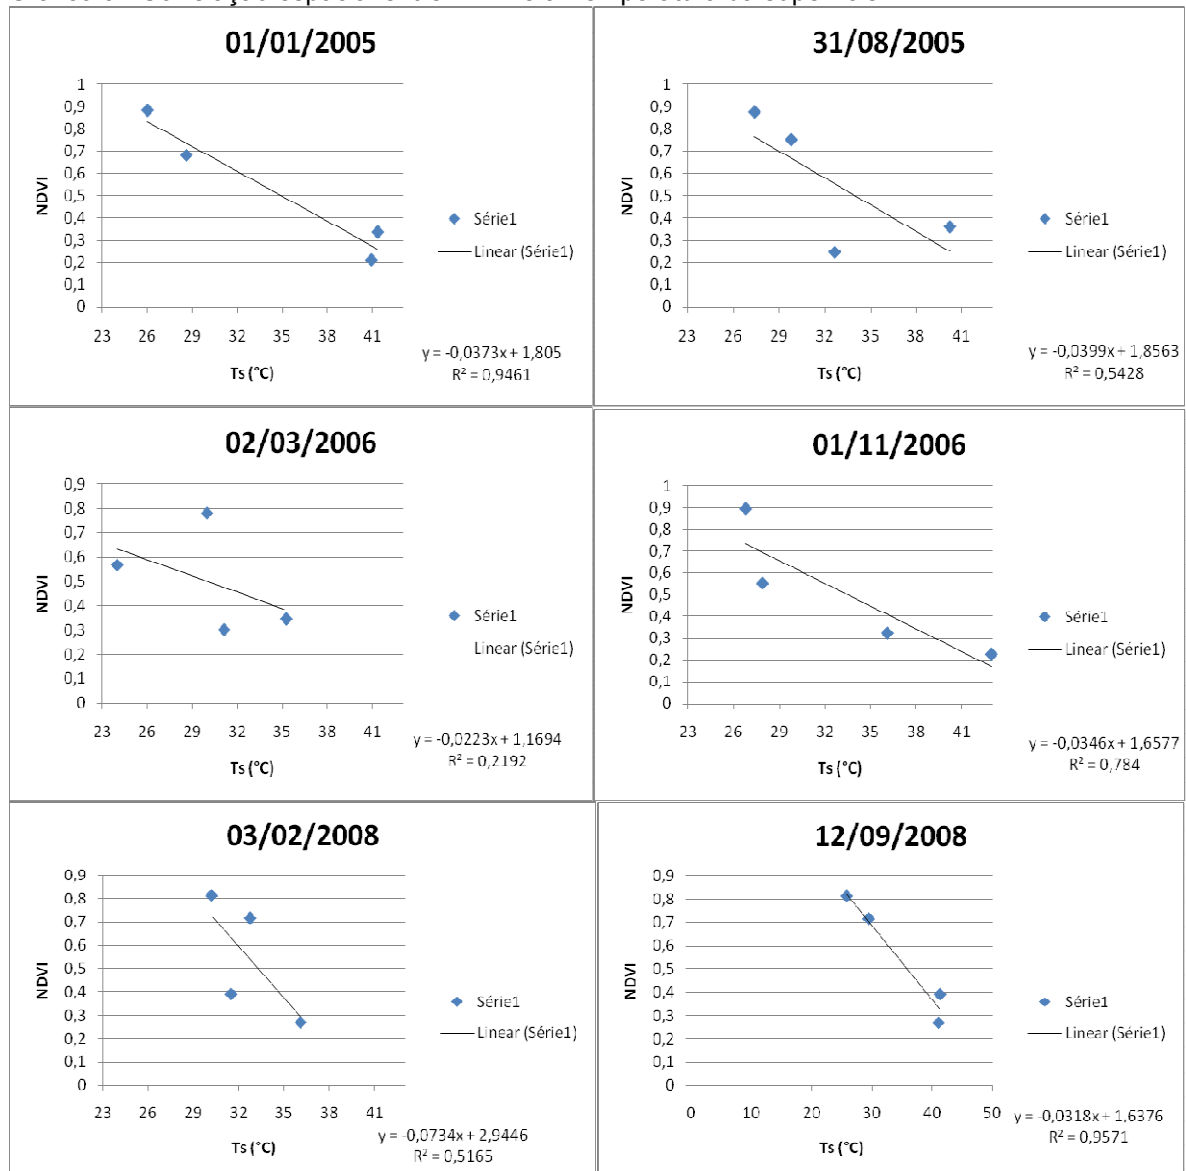 01/01/2005
1
0,9
0,8
0,7
0,6
0,5
0,4
0,3
0,2
0,1
0
NDVI
23 26 29 32 35 38 41
Ts (°C)
Série1
Linear (Série1)
y = -0,0373x + 1,805
R² = 0,9461
31/08/2005
1
0,9
0,8
0,7
0,6
0,5
0,4
0,3
0,2
0,1
0
NDVI
23 26 29 32 35 38 41
Ts (°C)
Série1
Linear (Série1)
y = -0,0399x + 1,8563
R² = 0,5428
02/03/2006
0,9
0,8
0,7
0,6
0,5
0,4
0,3
0,2
0,1
0
NDVI
23 26 29 32 35 38 41
Ts (°C)
Série1
Linear (Série1)
y = -0,0223x + 1,1694
R² = 0,2192
01/11/2006
1
0,9
0,8
0,7
0,6
0,5
0,4
0,3
0,2
0,1
0
NDVI
23 26 29 32 35 38 41
Ts (°C)
Série1
Linear (Série1)
y = -0,0346x + 1,6577
R² = 0,784
03/02/2008
0,9
0,8
0,7
0,6
0,5
0,4
0,3
0,2
0,1
0
NDVI
23 26 29 32 35 38 41
Ts (°C)
Série1
Linear (Série1)
y = -0,0734x + 2,9446
R² = 0,5165
12/09/2008
0,9
0,8
0,7
0,6
0,5
0,4
0,3
0,2
0,1
0
NDVI
0 10 20 30 40 50
Ts (°C)
Série1
Linear (Série1)
y = -0,0318x + 1,6376
R² = 0,9571